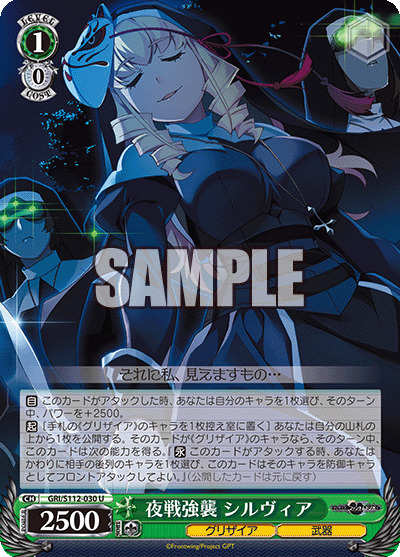 LEVEL
1
0
COST
SAMPLE
それに私、見えますもの…
自 このカードがアタックした時、あなたは自分のキャラを1枚選び、そのターン
中、パワーを+2500。
自 [手札の《グリザイア》のキャラを1枚控え室に置く] あなたは自分の山札の
上から1枚を公開する。そのカードが《グリザイア》のキャラなら、そのターン中、
このカードは次の能力を得る。『永 このカードがアタックする時、あなたはか
わりに相手の後列のキャラを1枚選び、このカードはそのキャラを防御キャラ
としてフロントアタックしてよい。』(公開したカードは元に戻す)
CH GRI/S112-030 U
POWER
2500
夜戦強襲 シルヴィア
グリザイア
武器
©Frontwing/Project GPT